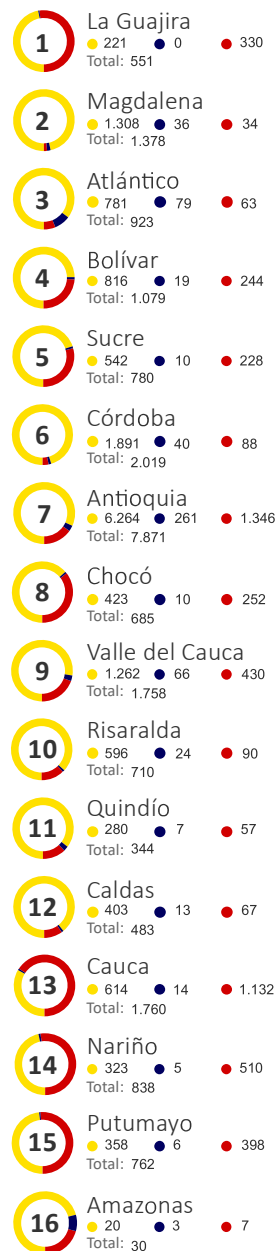 1
La Guajira
221 0 330
Total: 551
2
Magdalena
1.308 36 34
Total: 1.378
3
Atlántico
781 79 63
Total: 923
4
Bolívar
816 19 244
Total: 1.079
5
Sucre
542 10 228
Total: 780
6
Córdoba
1.891 40 88
Total: 2.019
7
Antioquia
6.264 261 1.346
Total: 7.871
8
Chocó
423 10 252
Total: 685
9
Valle del Cauca
1.262 66 430
Total: 1.758
10
Risaralda
596 24 90
Total: 710
11
Quindío
280 7 57
Total: 344
12
Caldas
403 13 67
Total: 483
13
Cauca
614 14 1.132
Total: 1.760
14
Nariño
323 5 510
Total: 838
15
Putumayo
358 6 398
Total: 762
16
Amazonas
20 3 7
Total: 30